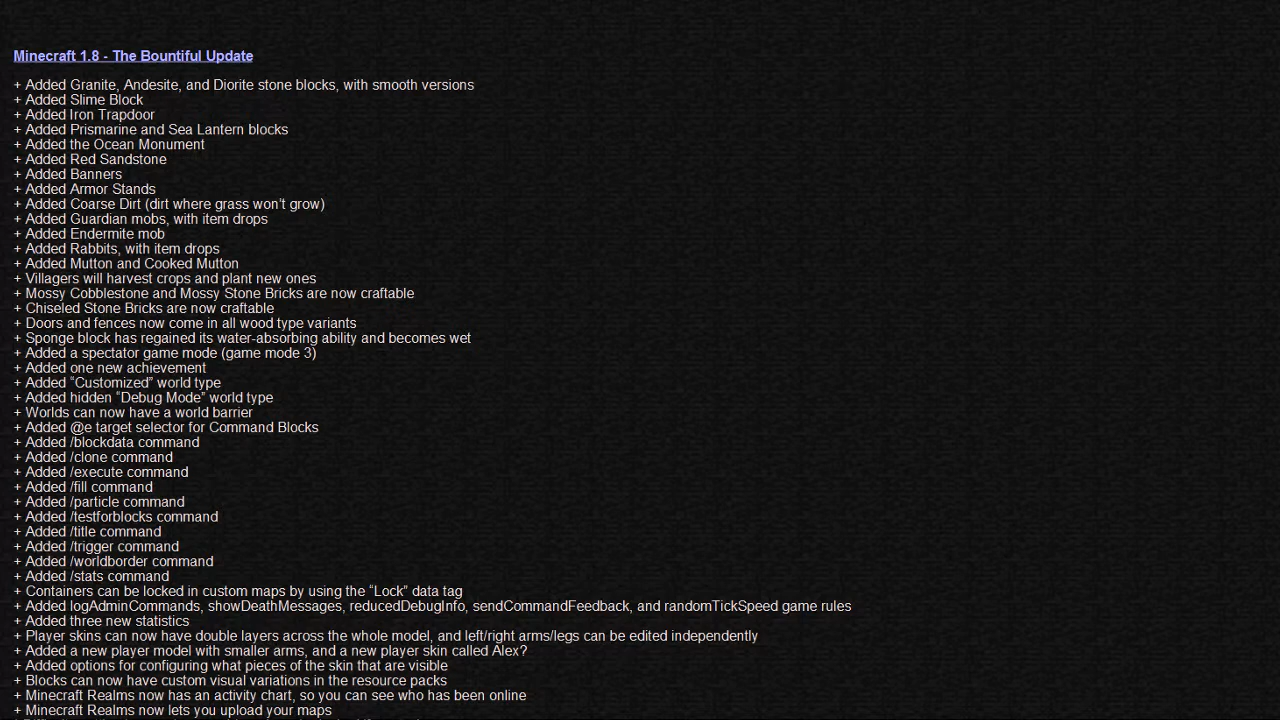 Minecraft 1.8 - The Bountiful Update
+ Added Granite, Andesite, and Diorite stone blocks, with smooth versions
+ Added Slime Block
+ Added Iron Trapdoor
+ Added Prismarine and Sea Lantern blocks
+ Added the Ocean Monument
+ Added Red Sandstone
+ Added Banners
+ Added Armor Stands
+ Added Coarse Dirt (dirt where grass won’t grow)
+ Added Guardian mobs, with item drops
+ Added Endermite mob
+ Added Rabbits, with item drops
+ Added Mutton and Cooked Mutton
+ Villagers will harvest crops and plant new ones
+ Mossy Cobblestone and Mossy Stone Bricks are now craftable
+ Chiseled Stone Bricks are now craftable
+ Doors and fences now come in all wood type variants
+ Sponge block has regained its water-absorbing ability and becomes wet
+ Added a spectator game mode (game mode 3)
+ Added one new achievement
+ Added “Customized” world type
+ Added hidden “Debug Mode” world type
+ Worlds can now have a world barrier
+ Added @e target selector for Command Blocks
+ Added /blockdata command
+ Added /clone command
+ Added /execute command
+ Added /fill command
+ Added /particle command
+ Added /testforblocks command
+ Added /title command
+ Added /trigger command
+ Added /worldborder command
+ Added /stats command
+ Containers can be locked in custom maps by using the “Lock” data tag
+ Added logAdminCommands, showDeathMessages, reducedDebugInfo, sendCommandFeedback, and randomTickSpeed game rules
+ Added three new statistics
+ Player skins can now have double layers across the whole model, and left/right arms/legs can be edited independently
+ Added a new player model with smaller arms, and a new player skin called Alex?
+ Added options for configuring what pieces of the skin that are visible
+ Blocks can now have custom visual variations in the resource packs
+ Minecraft Realms now has an activity chart, so you can see who has been online
+ Minecraft Realms now lets you upload your maps